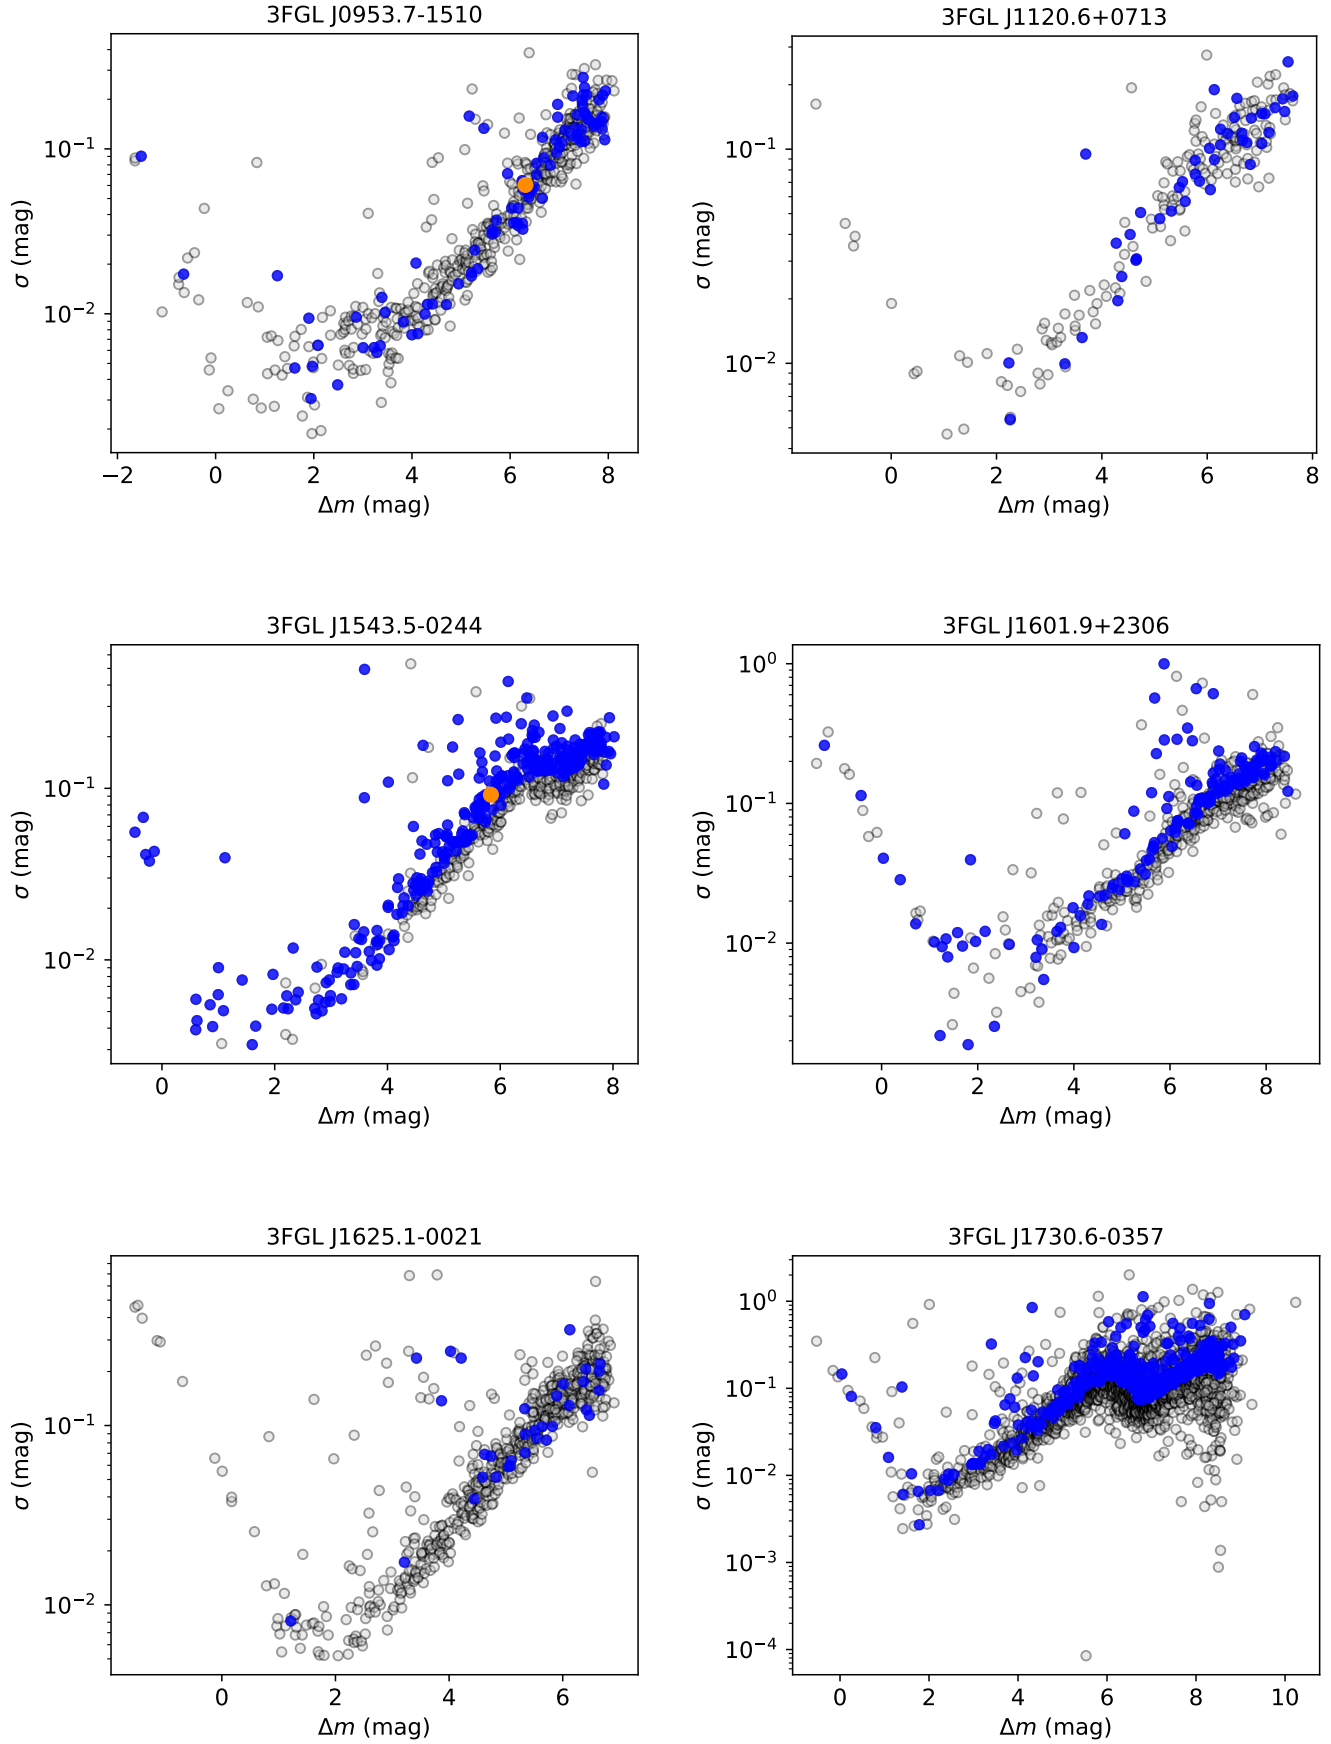 3FGL J0953.7-1510
3FGL J1120.6+0713
10⁻¹
10⁻²
σ (mag)
−2 0 2 4 6 8
Δm (mag)
10⁻¹
10⁻²
σ (mag)
0 2 4 6 8
Δm (mag)
3FGL J1543.5-0244
3FGL J1601.9+2306
10⁻¹
10⁻²
σ (mag)
0 2 4 6 8
Δm (mag)
10⁰
10⁻¹
10⁻²
σ (mag)
0 2 4 6 8
Δm (mag)
3FGL J1625.1-0021
3FGL J1730.6-0357
10⁻¹
10⁻²
σ (mag)
0 2 4 6
Δm (mag)
10⁰
10⁻¹
10⁻²
10⁻³
10⁻⁴
σ (mag)
0 2 4 6 8 10
Δm (mag)